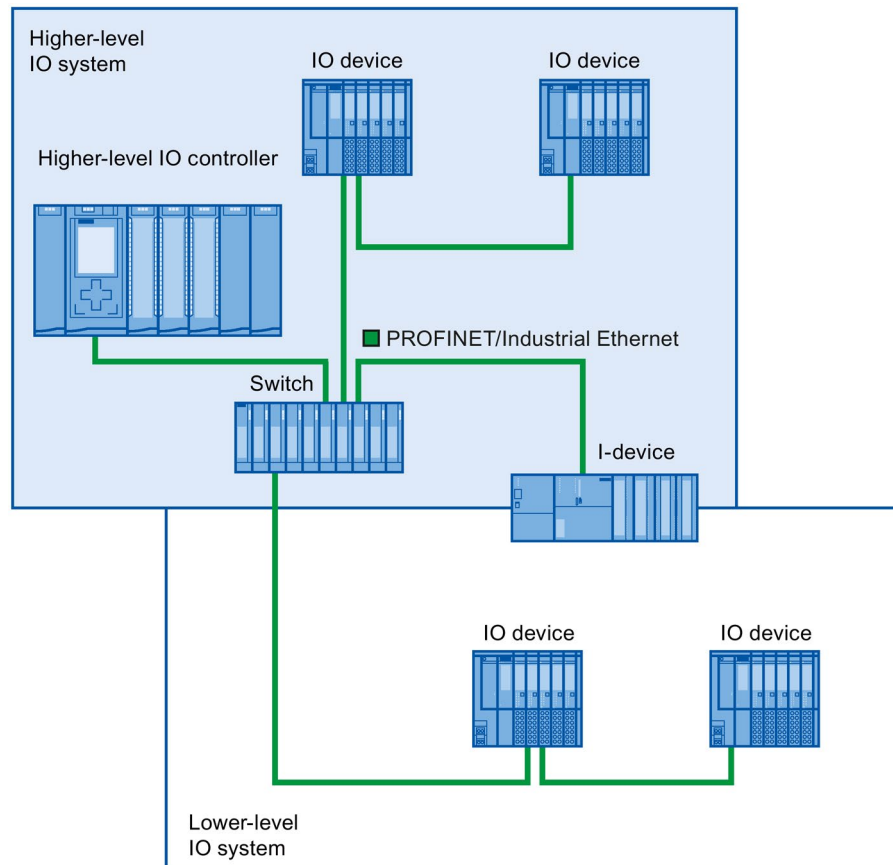 Higher-level
IO system
IO device
IO device
Higher-level IO controller
PROFINET/Industrial Ethernet
Switch
I-device
IO device
IO device
Lower-level
IO system